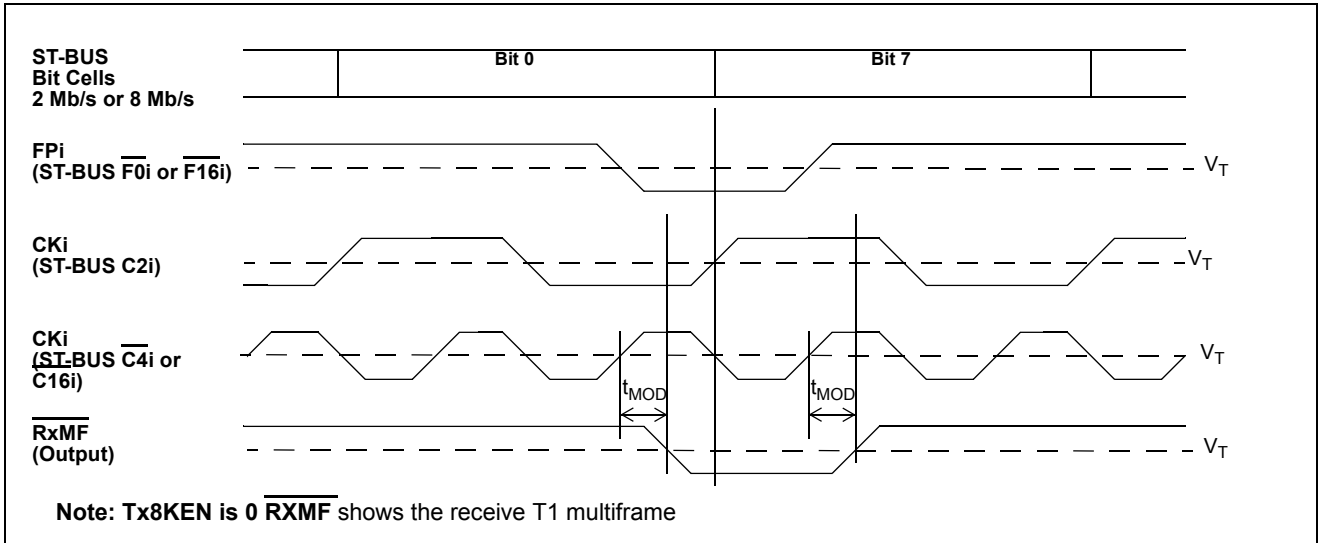 ST-BUS
Bit Cells
2 Mb/s or 8 Mb/s
Bit 0
Bit 7
FPi
(ST-BUS F0i or F16i)
VT
CKi
(ST-BUS C2i)
VT
CKi
(ST-BUS C4i or
C16i)
VT
tMOD
tMOD
RxMF
(Output)
VT
Note: Tx8KEN is 0 RXMF shows the receive T1 multiframe